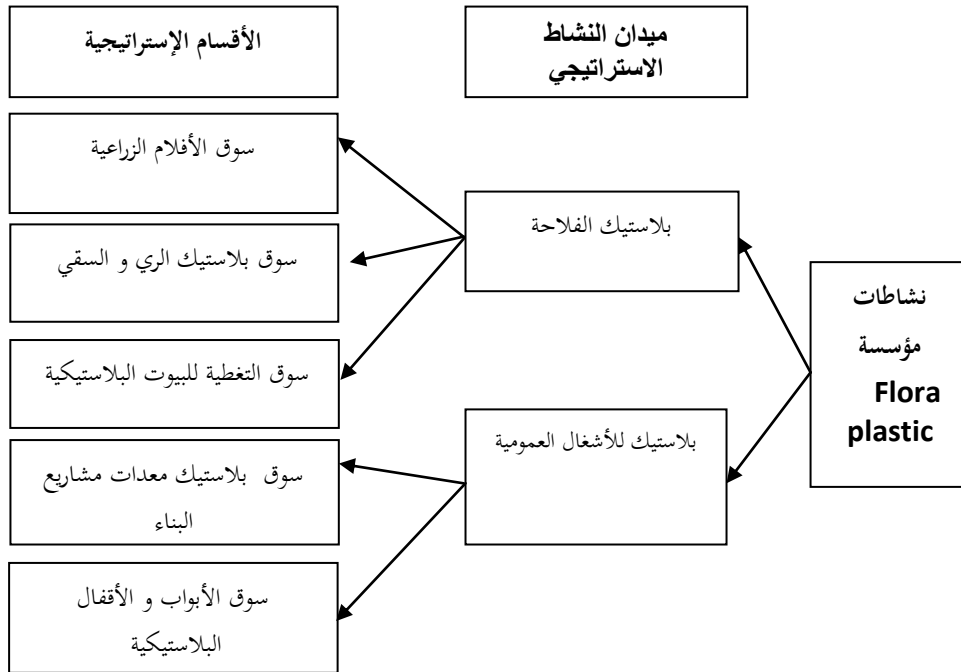 ميدان النشاط
الاستراتيجي
الأقسام الإستراتيجية
نشاطات
مؤسسة
Flora
plastic
بلاستيك الفلاحة
بلاستيك للأشغال العمومية
سوق الأفلام الزراعية
سوق بلاستيك الري و السقي
سوق التغطية للبيوت البلاستيكية
سوق بلاستيك معدات مشاريع
البناء
سوق الأبواب و الأقفال
البلاستيكية